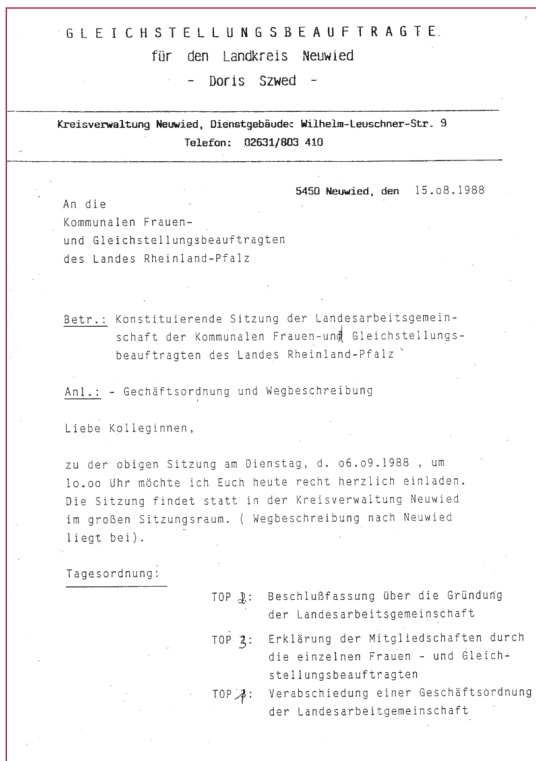 GLEICHSTELLUNGSBEAUFTRAGTE
für den Landkreis Neuwied
- Doris Szwed -
Kreisverwaltung Neuwied, Dienstgebäude: Wilhelm-Leuschner-Str. 9
Telefon: 02631/803 410
5450 Neuwied, den 15.o8.1988
An die
Kommunalen Frauen-
und Gleichstellungsbeauftragten
des Landes Rheinland-Pfalz
Betr.: Konstituierende Sitzung der Landesarbeitsgemein-
schaft der Kommunalen Frauen-und Gleichstellungs-
beauftragten des Landes Rheinland-Pfalz
Anl.: - Gechäftsordnung und Wegbeschreibung
Liebe Kolleginnen,
zu der obigen Sitzung am Dienstag, d. o6.o9.1988 , um
1o.oo Uhr möchte ich Euch heute recht herzlich einladen.
Die Sitzung findet statt in der Kreisverwaltung Neuwied
im großen Sitzungsraum. ( Wegbeschreibung nach Neuwied
liegt bei).
Tagesordnung:
TOP 2: Beschlußfassung über die Gründung
der Landesarbeitsgemeinschaft
TOP 3: Erklärung der Mitgliedschaften durch
die einzelnen Frauen - und Gleich-
stellungsbeauftragten
TOP : Verabschiedung einer Geschäftsordnung
der Landesarbeitgemeinschaft